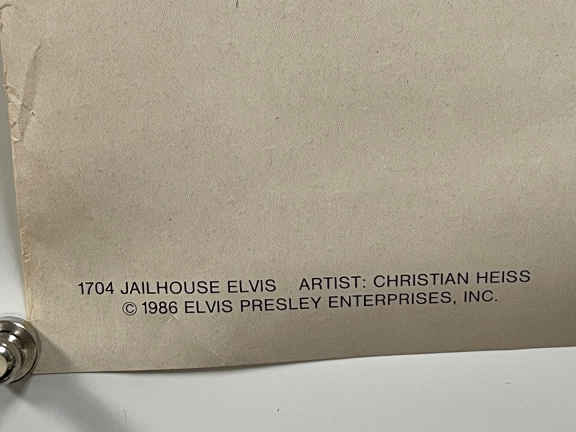 1704 JAILHOUSE ELVIS ARTIST: CHRISTIAN HEISS
© 1986 ELVIS PRESLEY ENTERPRISES, INC.